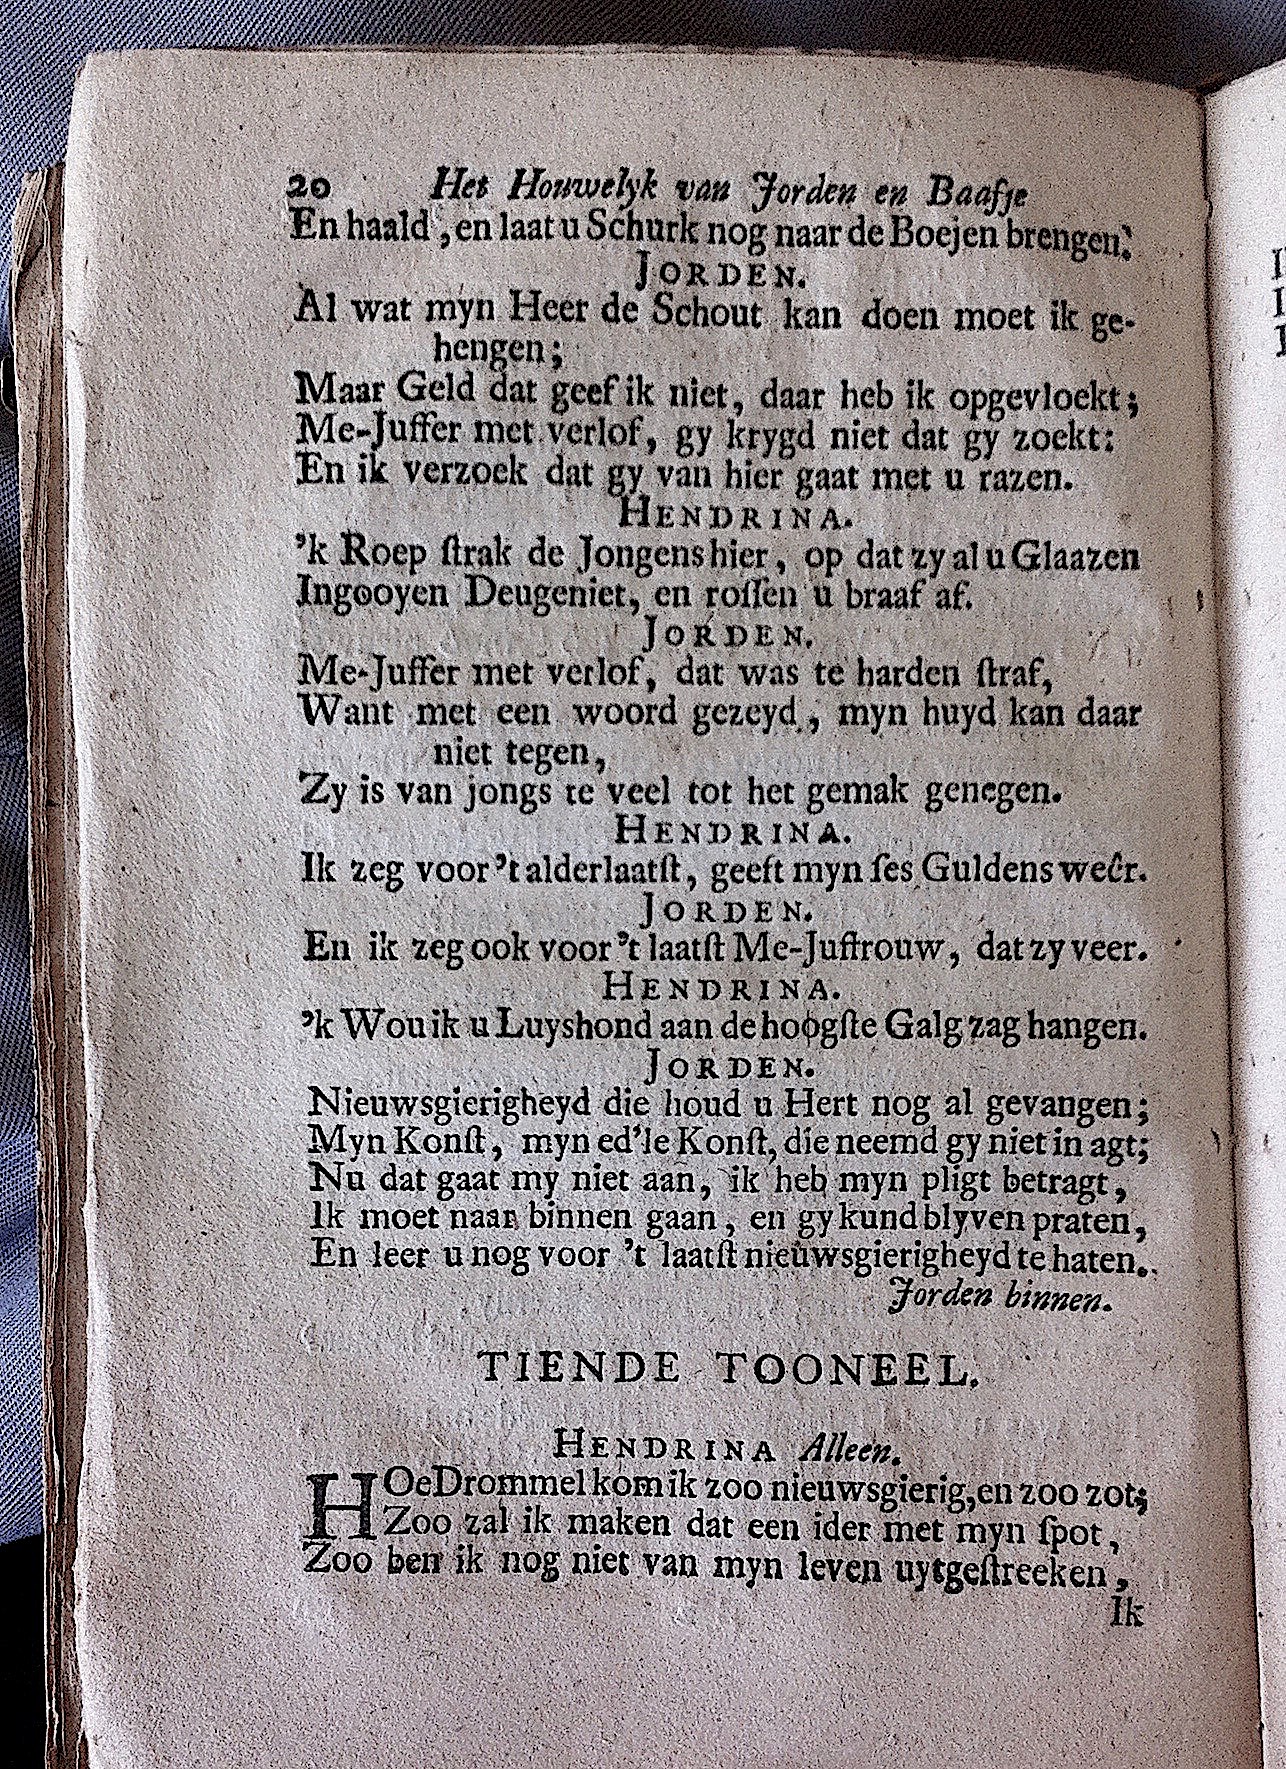 20 Het Houwelyk van Jorden en Baaſje
En haald, en laat u Schurk nog naar de Boejen brengen.
JORDEN.
Al wat myn Heer de Schout kan doen moet ik ge-
hengen;
Maar Geld dat geef ik niet, daar heb ik opgevloekt;
Me-Juffer met verlof, gy krygd niet dat gy zoekt:
En ik verzoek dat gy van hier gaat met u razen.
HENDRINA.
'k Roep ſtrak de Jongens hier, op dat zy al u Glaazen
Ingooyen Deugeniet, en roſſen u braaf af.
JORDEN.
Me-Juffer met verlof, dat was te harden ſtraf,
Want met een woord gezeyd, myn huyd kan daar
niet tegen,
Zy is van jongs te veel tot het gemak genegen.
HENDRINA.
Ik zeg voor 't alderlaatſt, geeft myn ſes Guldens weêr.
JORDEN.
En ik zeg ook voor 't laatſt Me-Juffrouw, dat zy veer.
HENDRINA.
'k Wou ik u Luyshond aan de hoogſte Galg zag hangen.
JORDEN.
Nieuwsgierigheyd die houd u Hert nog al gevangen;
Myn Konſt, myn ed'le Konſt, die neemd gy niet in agt;
Nu dat gaat my niet aan, ik heb myn pligt betragt,
Ik moet naar binnen gaan, en gy kund blyven praten,
En leer u nog voor 't laatſt nieuwsgierigheyd te haten.
Jorden binnen.
TIENDE TOONEEL.
HENDRINA Alleen.
HOe Drommel kom ik zoo nieuwsgierig, en zoo zot;
Zoo zal ik maken dat een ider met myn ſpot,
Zoo ben ik nog niet van myn leven uytgeſtreeken,
Ik